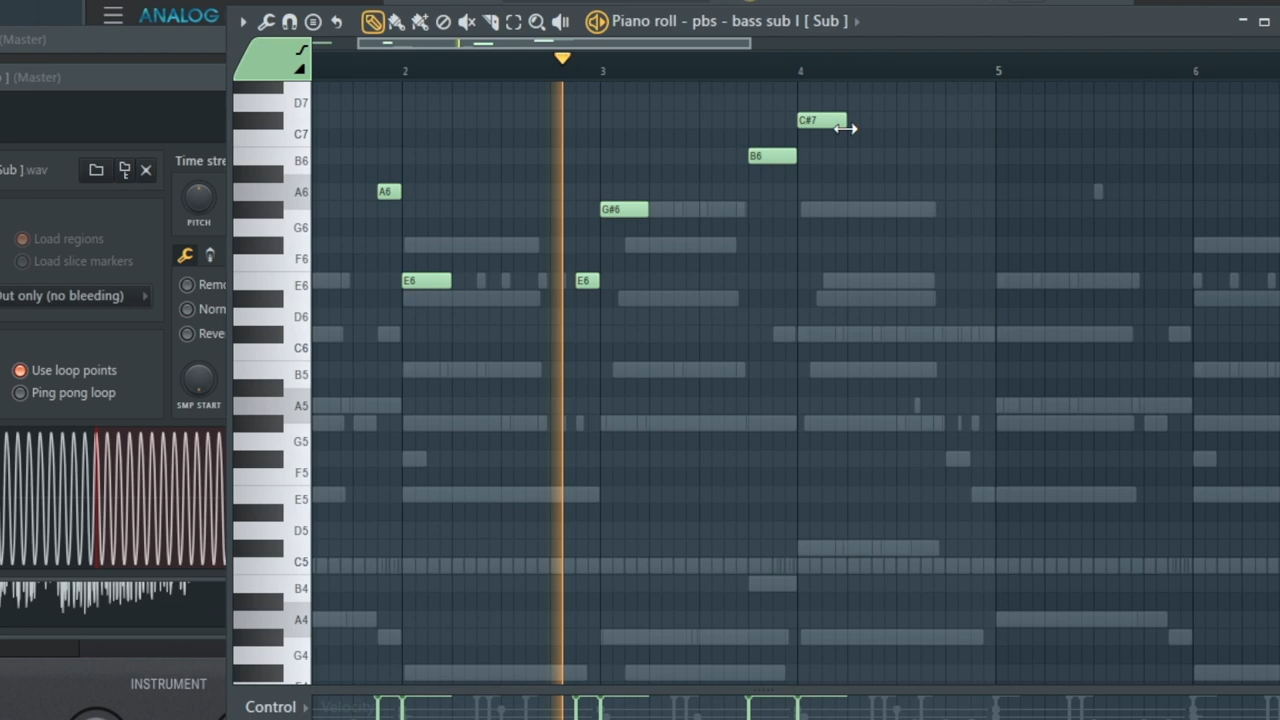 ANALOG
Piano roll - pbs - bass sub I [ Sub ]
(Master)
] (Master)
2 3 4 5 6
D7
C7
B6
A6
G6
F6
E6
D6
C6
B5
A5
G5
F5
E5
D5
C5
B4
A4
G4
C#7
B6
A6
G#6
E6
E6
Sub ].wav
Time stre
PITCH
Load regions
Load slice markers
Out only (no bleeding)
Remo
Norm
Reve
Use loop points
Ping pong loop
SMP START
INSTRUMENT
Control
Velocity